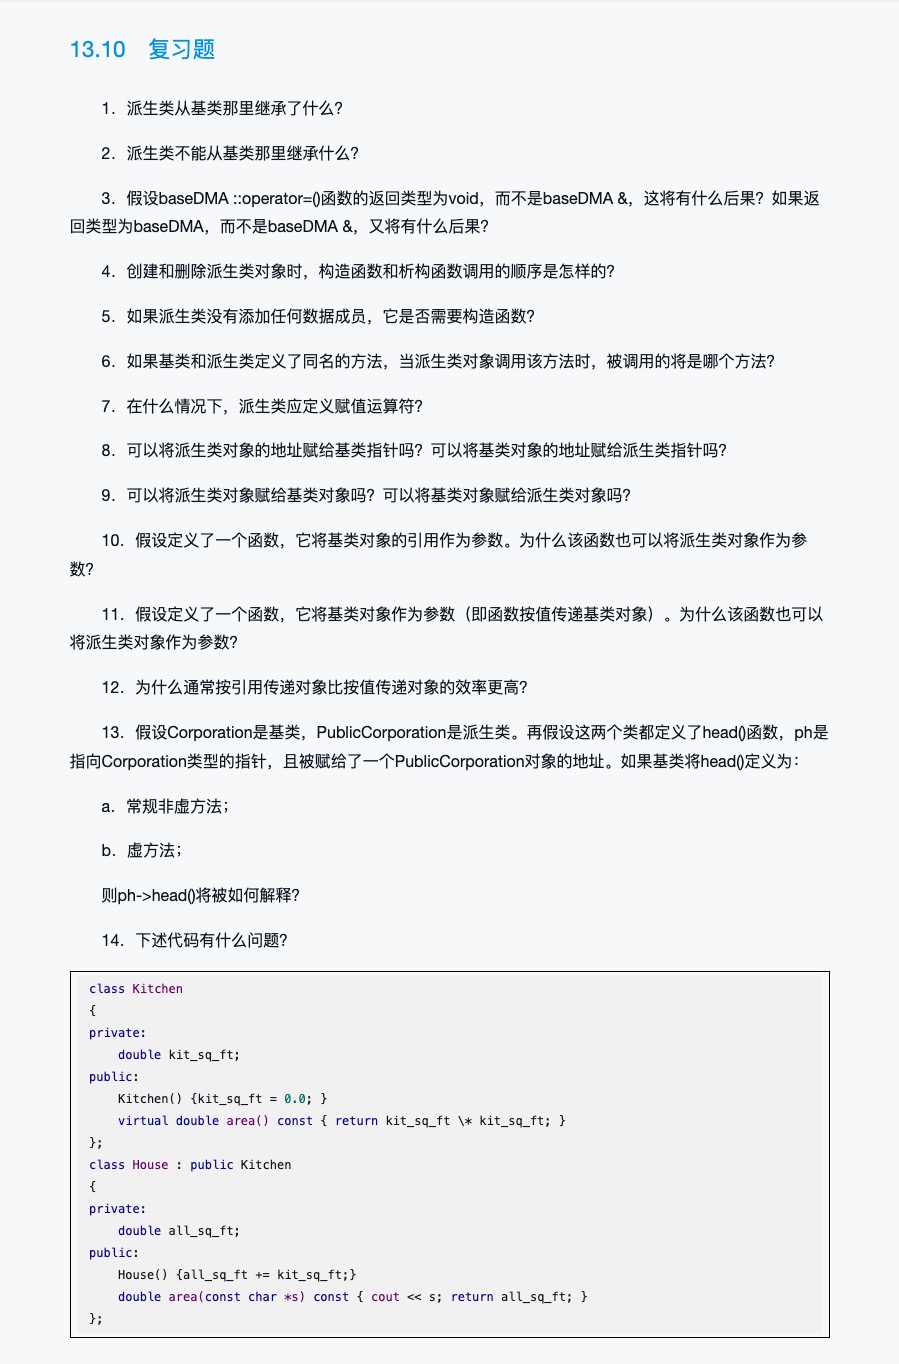 13.10 复习题
1．派生类从基类那里继承了什么？
2．派生类不能从基类那里继承什么？
3．假设baseDMA ::operator=()函数的返回类型为void，而不是baseDMA &，这将有什么后果？如果返
回类型为baseDMA，而不是baseDMA &，又将有什么后果？
4．创建和删除派生类对象时，构造函数和析构函数调用的顺序是怎样的？
5．如果派生类没有添加任何数据成员，它是否需要构造函数？
6．如果基类和派生类定义了同名的方法，当派生类对象调用该方法时，被调用的将是哪个方法？
7．在什么情况下，派生类应定义赋值运算符？
8．可以将派生类对象的地址赋给基类指针吗？可以将基类对象的地址赋给派生类指针吗？
9．可以将派生类对象赋给基类对象吗？可以将基类对象赋给派生类对象吗？
10．假设定义了一个函数，它将基类对象的引用作为参数。为什么该函数也可以将派生类对象作为参
数？
11．假设定义了一个函数，它将基类对象作为参数（即函数按值传递基类对象）。为什么该函数也可以
将派生类对象作为参数？
12．为什么通常按引用传递对象比按值传递对象的效率更高？
13．假设Corporation是基类，PublicCorporation是派生类。再假设这两个类都定义了head()函数，ph是
指向Corporation类型的指针，且被赋给了一个PublicCorporation对象的地址。如果基类将head()定义为：
a．常规非虚方法；
b．虚方法；
则ph->head()将被如何解释？
14．下述代码有什么问题？
class Kitchen
{
private:
    double kit_sq_ft;
public:
    Kitchen() {kit_sq_ft = 0.0; }
    virtual double area() const { return kit_sq_ft \* kit_sq_ft; }
};
class House : public Kitchen
{
private:
    double all_sq_ft;
public:
    House() {all_sq_ft += kit_sq_ft;}
    double area(const char *s) const { cout << s; return all_sq_ft; }
};